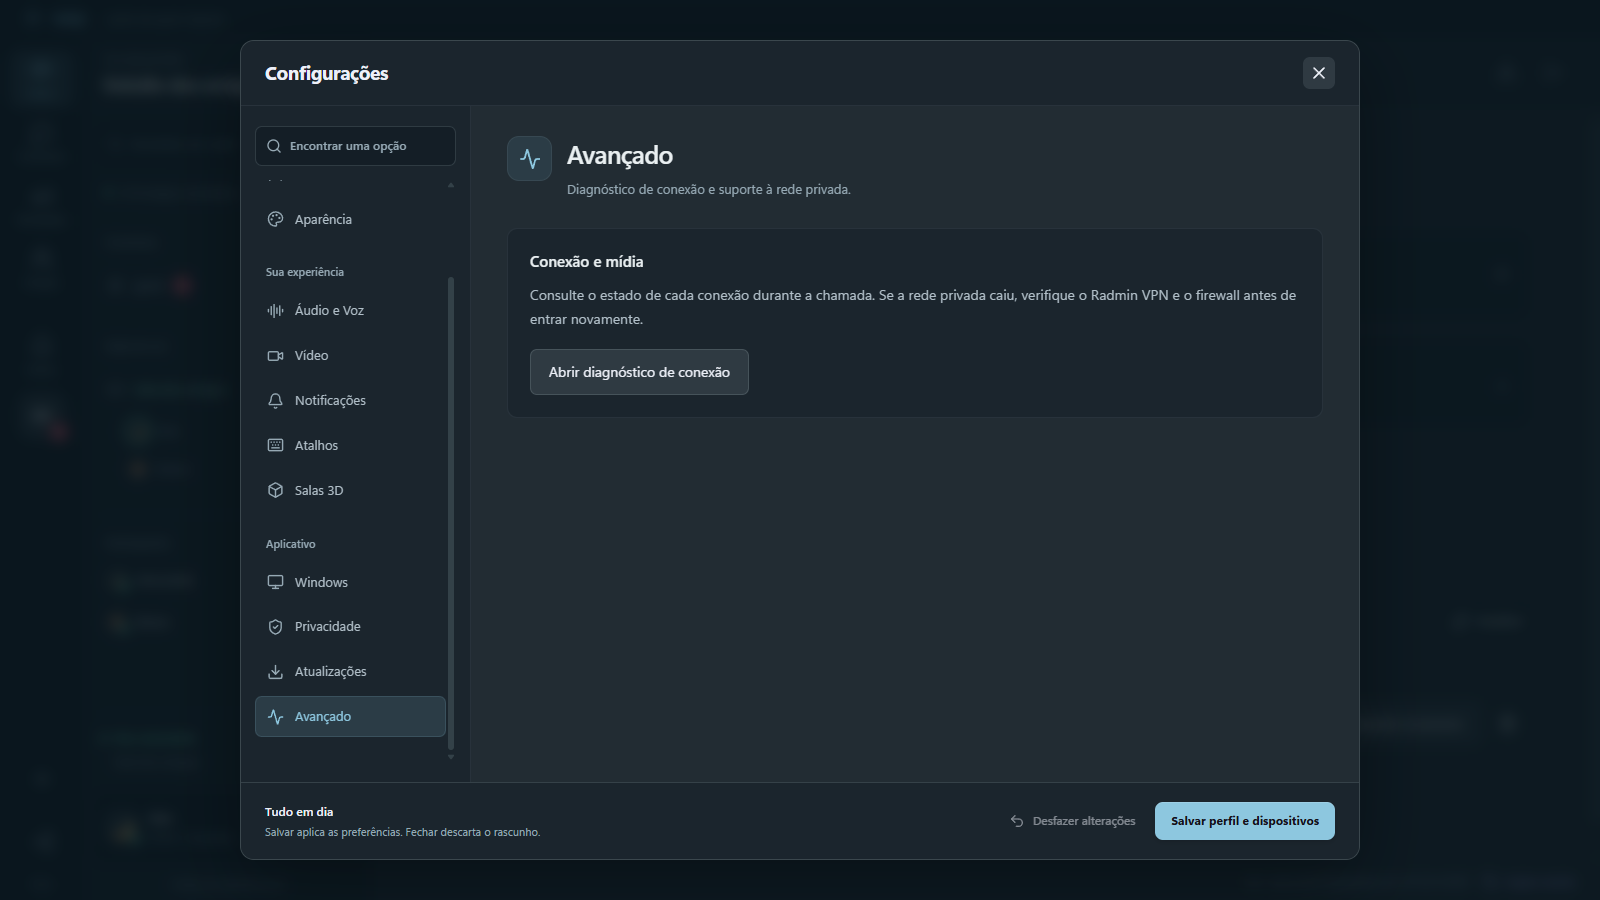 Configurações
Encontrar uma opção
Aparência
Sua experiência
Áudio e Voz
Vídeo
Notificações
Atalhos
Salas 3D
Aplicativo
Windows
Privacidade
Atualizações
Avançado
Avançado
Diagnóstico de conexão e suporte à rede privada.
Conexão e mídia
Consulte o estado de cada conexão durante a chamada. Se a rede privada caiu, verifique o Radmin VPN e o firewall antes de
entrar novamente.
Abrir diagnóstico de conexão
Tudo em dia
Salvar aplica as preferências. Fechar descarta o rascunho.
Desfazer alterações
Salvar perfil e dispositivos